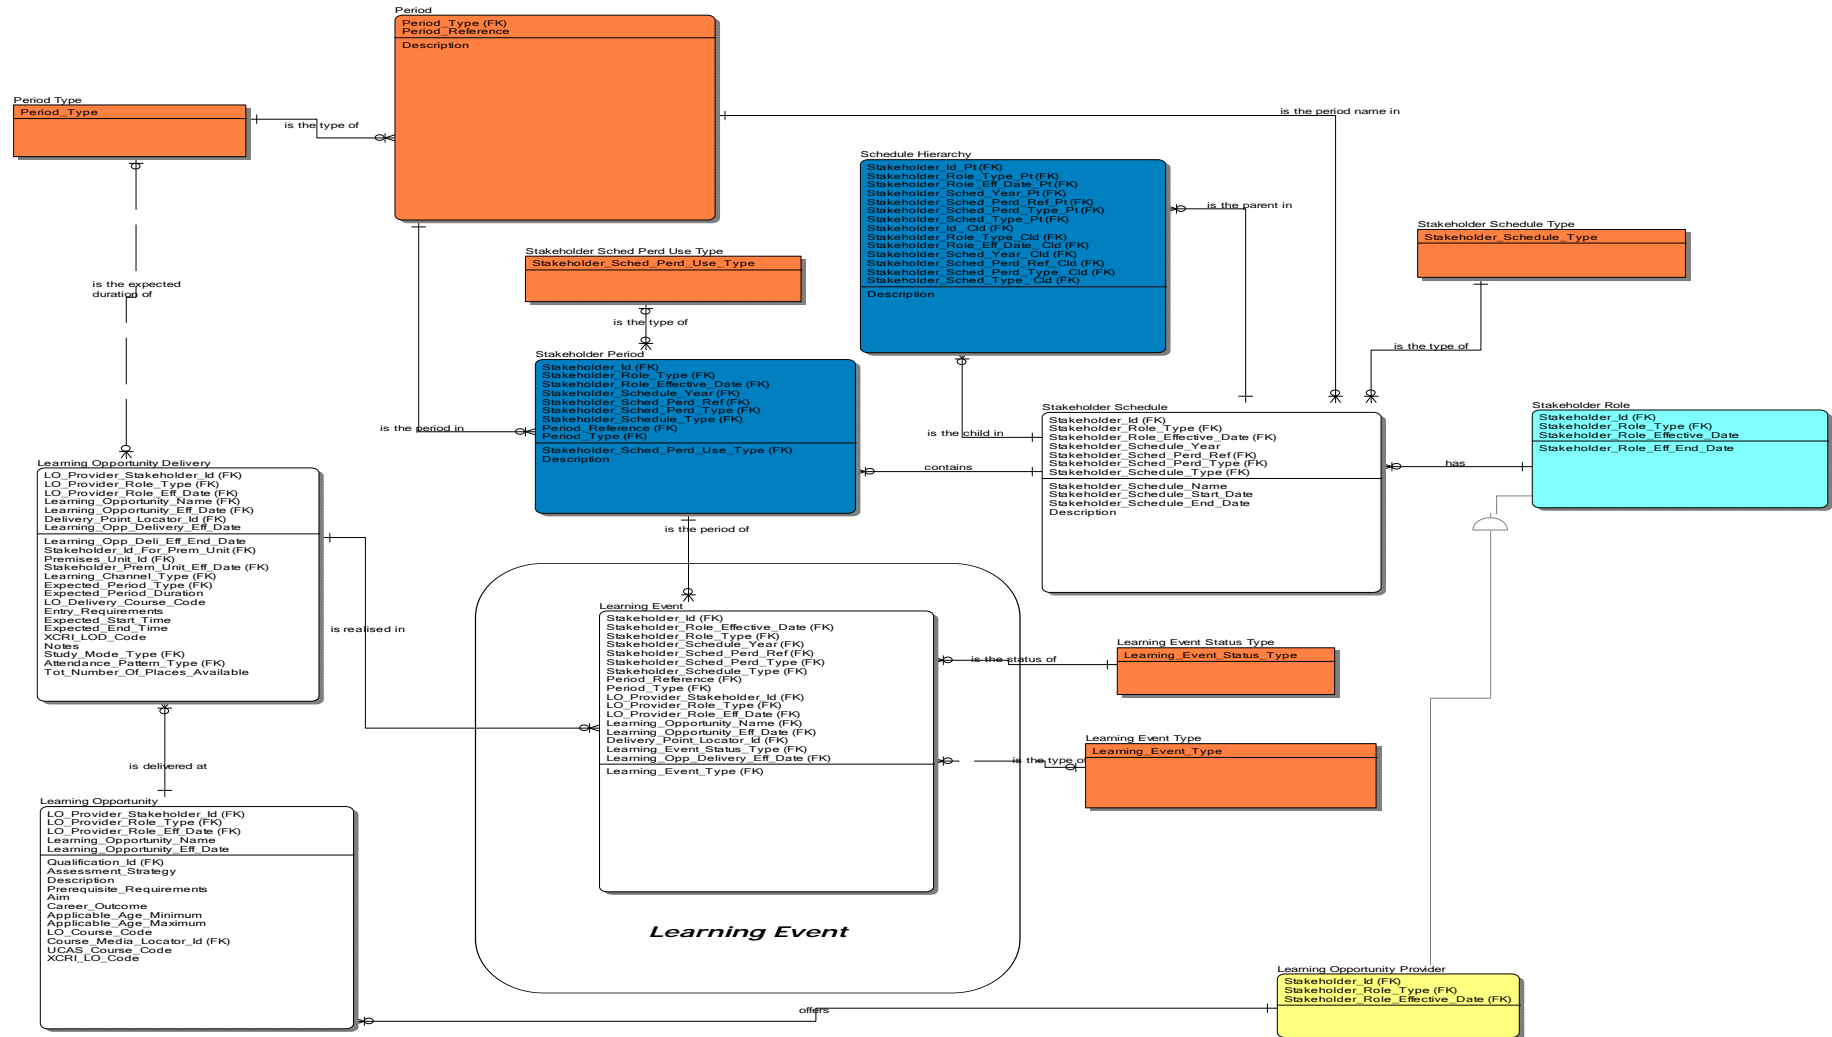 Period
Period_Type (FK)
Period_Reference
Description
Period Type
Period_Type
is the type of
is the period name in
Schedule Hierarchy
Stakeholder_Id_Pt (FK)
Stakeholder_Role_Type_Pt (FK)
Stakeholder_Role_Eff_Date_Pt (FK)
Stakeholder_Sched_Year_Pt (FK)
Stakeholder_Sched_Perd_Ref_Pt (FK)
Stakeholder_Sched_Perd_Type_Pt (FK)
Stakeholder_Sched_Type_Pt (FK)
Stakeholder_Id_ Cld (FK)
Stakeholder_Role_Type_Cld (FK)
Stakeholder_Role_Eff_Date_ Cld (FK)
Stakeholder_Sched_Year_Cld (FK)
Stakeholder_Sched_Perd_Ref_Cld (FK)
Stakeholder_Sched_Perd_Type_ Cld (FK)
Stakeholder_Sched_Type_ Cld (FK)
Description
is the parent in
Stakeholder Schedule Type
Stakeholder_Schedule_Type
is the type of
Stakeholder Sched Perd Use Type
Stakeholder_Sched_Perd_Use_Type
is the type of
is the expected
duration of
Stakeholder Period
Stakeholder_Id (FK)
Stakeholder_Role_Type (FK)
Stakeholder_Role_Effective_Date (FK)
Stakeholder_Schedule_Year (FK)
Stakeholder_Sched_Perd_Ref (FK)
Stakeholder_Sched_Perd_Type (FK)
Stakeholder_Schedule_Type (FK)
Period_Reference (FK)
Period_Type (FK)
Stakeholder_Sched_Perd_Use_Type (FK)
Description
is the period in
is the child in
contains
Stakeholder Schedule
Stakeholder_Id (FK)
Stakeholder_Role_Type (FK)
Stakeholder_Role_Effective_Date (FK)
Stakeholder_Schedule_Year
Stakeholder_Sched_Perd_Ref (FK)
Stakeholder_Sched_Perd_Type (FK)
Stakeholder_Schedule_Type (FK)
Stakeholder_Schedule_Name
Stakeholder_Schedule_Start_Date
Stakeholder_Schedule_End_Date
Description
has
Stakeholder Role
Stakeholder_Id (FK)
Stakeholder_Role_Type (FK)
Stakeholder_Role_Effective_Date
Stakeholder_Role_Eff_End_Date
Learning Opportunity Delivery
LO_Provider_Stakeholder_Id (FK)
LO_Provider_Role_Type (FK)
LO_Provider_Role_Eff_Date (FK)
Learning_Opportunity_Name (FK)
Learning_Opportunity_Eff_Date (FK)
Delivery_Point_Locator_Id (FK)
Learning_Opp_Delivery_Eff_Date
Learning_Opp_Deli_Eff_End_Date
Stakeholder_Id_For_Prem_Unit (FK)
Premises_Unit_Id (FK)
Stakeholder_Prem_Unit_Eff_Date (FK)
Learning_Channel_Type (FK)
Expected_Period_Type (FK)
Expected_Period_Duration
LO_Delivery_Course_Code
Entry_Requirements
Expected_Start_Time
Expected_End_Time
XCRI_LOD_Code
Notes
Study_Mode_Type (FK)
Attendance_Pattern_Type (FK)
Tot_Number_Of_Places_Available
is realised in
is the period of
Learning Event
Stakeholder_Id (FK)
Stakeholder_Role_Effective_Date (FK)
Stakeholder_Role_Type (FK)
Stakeholder_Schedule_Year (FK)
Stakeholder_Sched_Perd_Ref (FK)
Stakeholder_Sched_Perd_Type (FK)
Stakeholder_Schedule_Type (FK)
Period_Reference (FK)
Period_Type (FK)
LO_Provider_Stakeholder_Id (FK)
LO_Provider_Role_Type (FK)
LO_Provider_Role_Eff_Date (FK)
Learning_Opportunity_Name (FK)
Learning_Opportunity_Eff_Date (FK)
Delivery_Point_Locator_Id (FK)
Learning_Event_Status_Type (FK)
Learning_Opp_Delivery_Eff_Date (FK)
Learning_Event_Type (FK)
Learning Event
is the status of
Learning Event Status Type
Learning_Event_Status_Type
is the type of
Learning Event Type
Learning_Event_Type
is delivered at
Learning Opportunity
LO_Provider_Stakeholder_Id (FK)
LO_Provider_Role_Type (FK)
LO_Provider_Role_Eff_Date (FK)
Learning_Opportunity_Name
Learning_Opportunity_Eff_Date
Qualification_Id (FK)
Assessment_Strategy
Description
Prerequisite_Requirements
Aim
Career_Outcome
Applicable_Age_Minimum
Applicable_Age_Maximum
LO_Course_Code
Course_Media_Locator_Id (FK)
UCAS_Course_Code
XCRI_LO_Code
offers
Learning Opportunity Provider
Stakeholder_Id (FK)
Stakeholder_Role_Type (FK)
Stakeholder_Role_Effective_Date (FK)